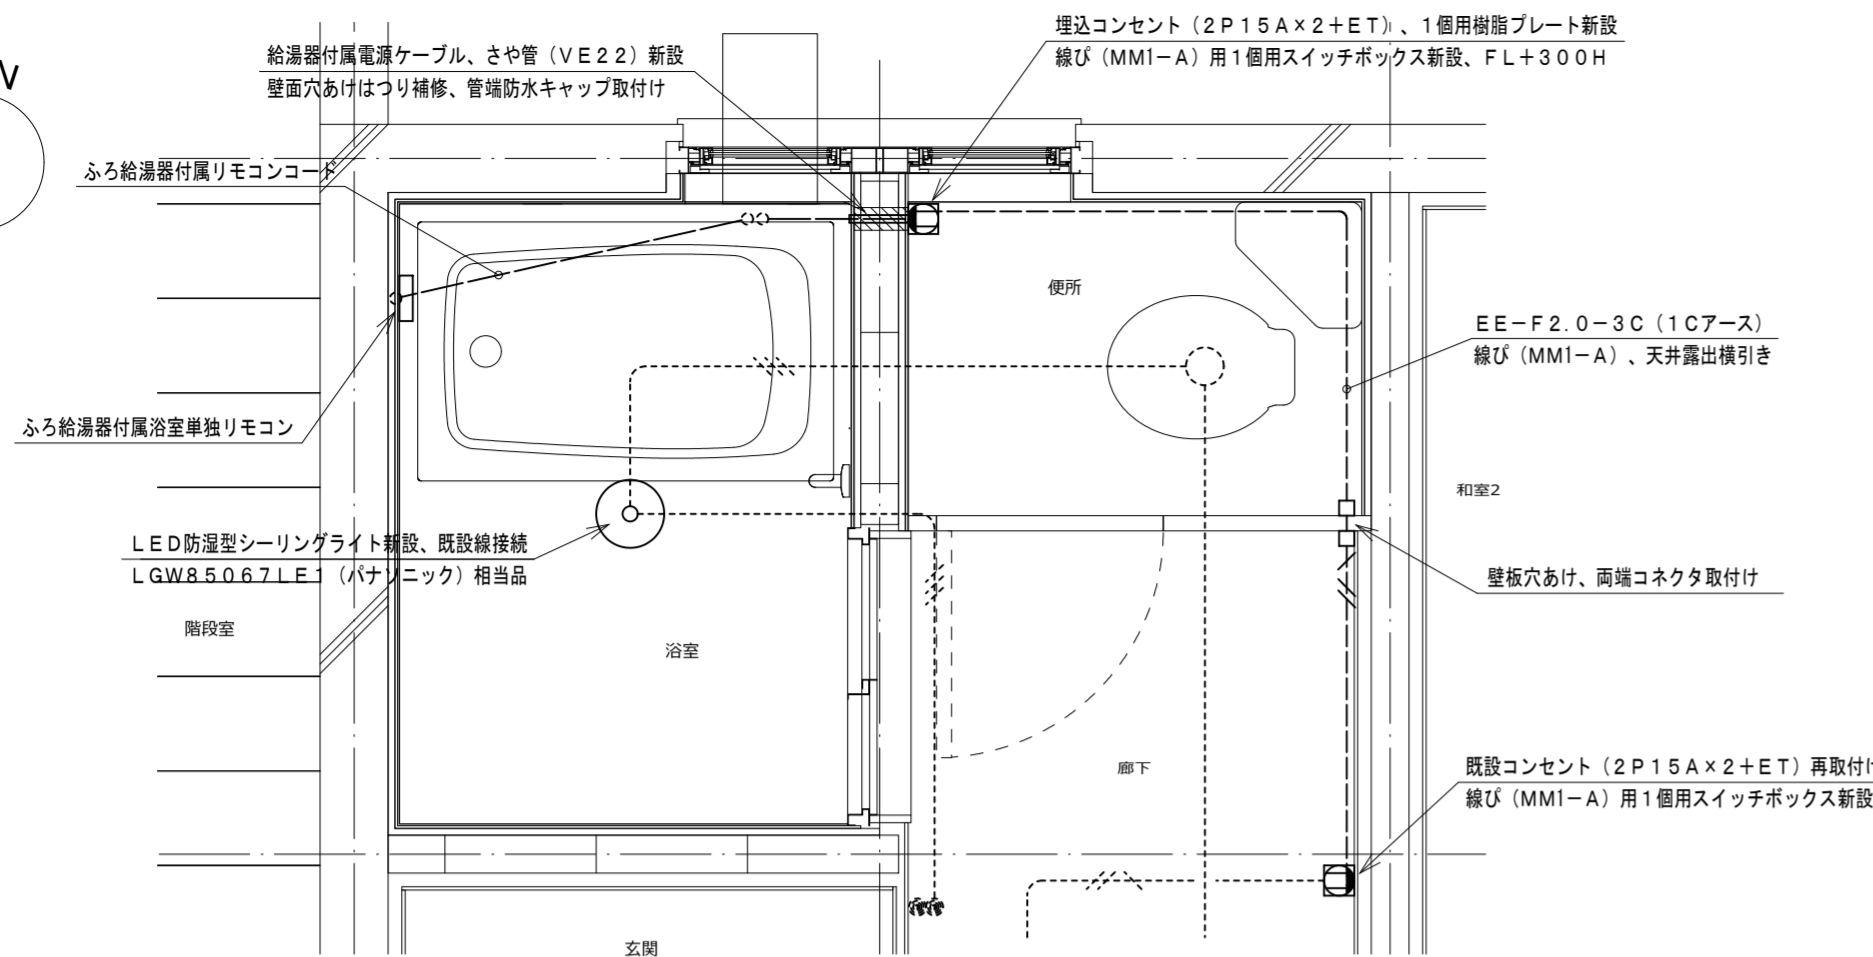 埋込コンセント（２Ｐ１５Ａ×２＋ＥＴ）、１個用樹脂プレート新設
線ぴ（ＭＭ１－Ａ）用１個用スイッチボックス新設、ＦＬ＋３００Ｈ
給湯器付属電源ケーブル、さや管（ＶＥ２２）新設
壁面穴あけはつり補修、管端防水キャップ取付け
ふろ給湯器付属リモコンコード
便所
ＥＥ－Ｆ２.０－３Ｃ（１Ｃアース）
線ぴ（ＭＭ１－Ａ）、天井露出横引き
ふろ給湯器付属浴室単独リモコン
和室2
ＬＥＤ防湿型シーリングライト新設、既設線接続
ＬＧＷ８５０６７ＬＥ１（パナソニック）相当品
壁板穴あけ、両端コネクタ取付け
階段室
浴室
廊下
既設コンセント（２Ｐ１５Ａ×２＋ＥＴ）再取付け
線ぴ（ＭＭ１－Ａ）用１個用スイッチボックス新設
玄関